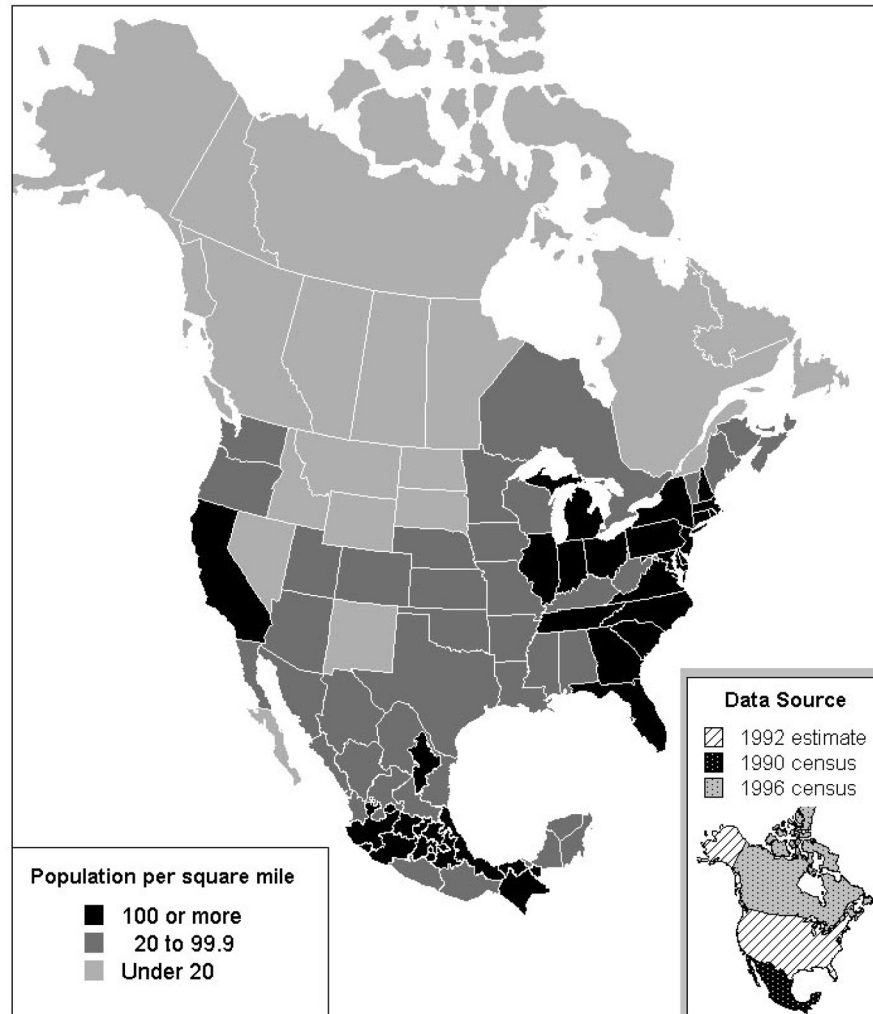 Population per square mile
100 or more
20 to 99.9
Under 20
Data Source
1992 estimate
1990 census
1996 census